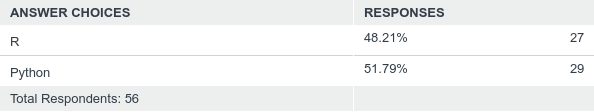 ANSWER CHOICES RESPONSES
R 48.21% 27
Python 51.79% 29
Total Respondents: 56